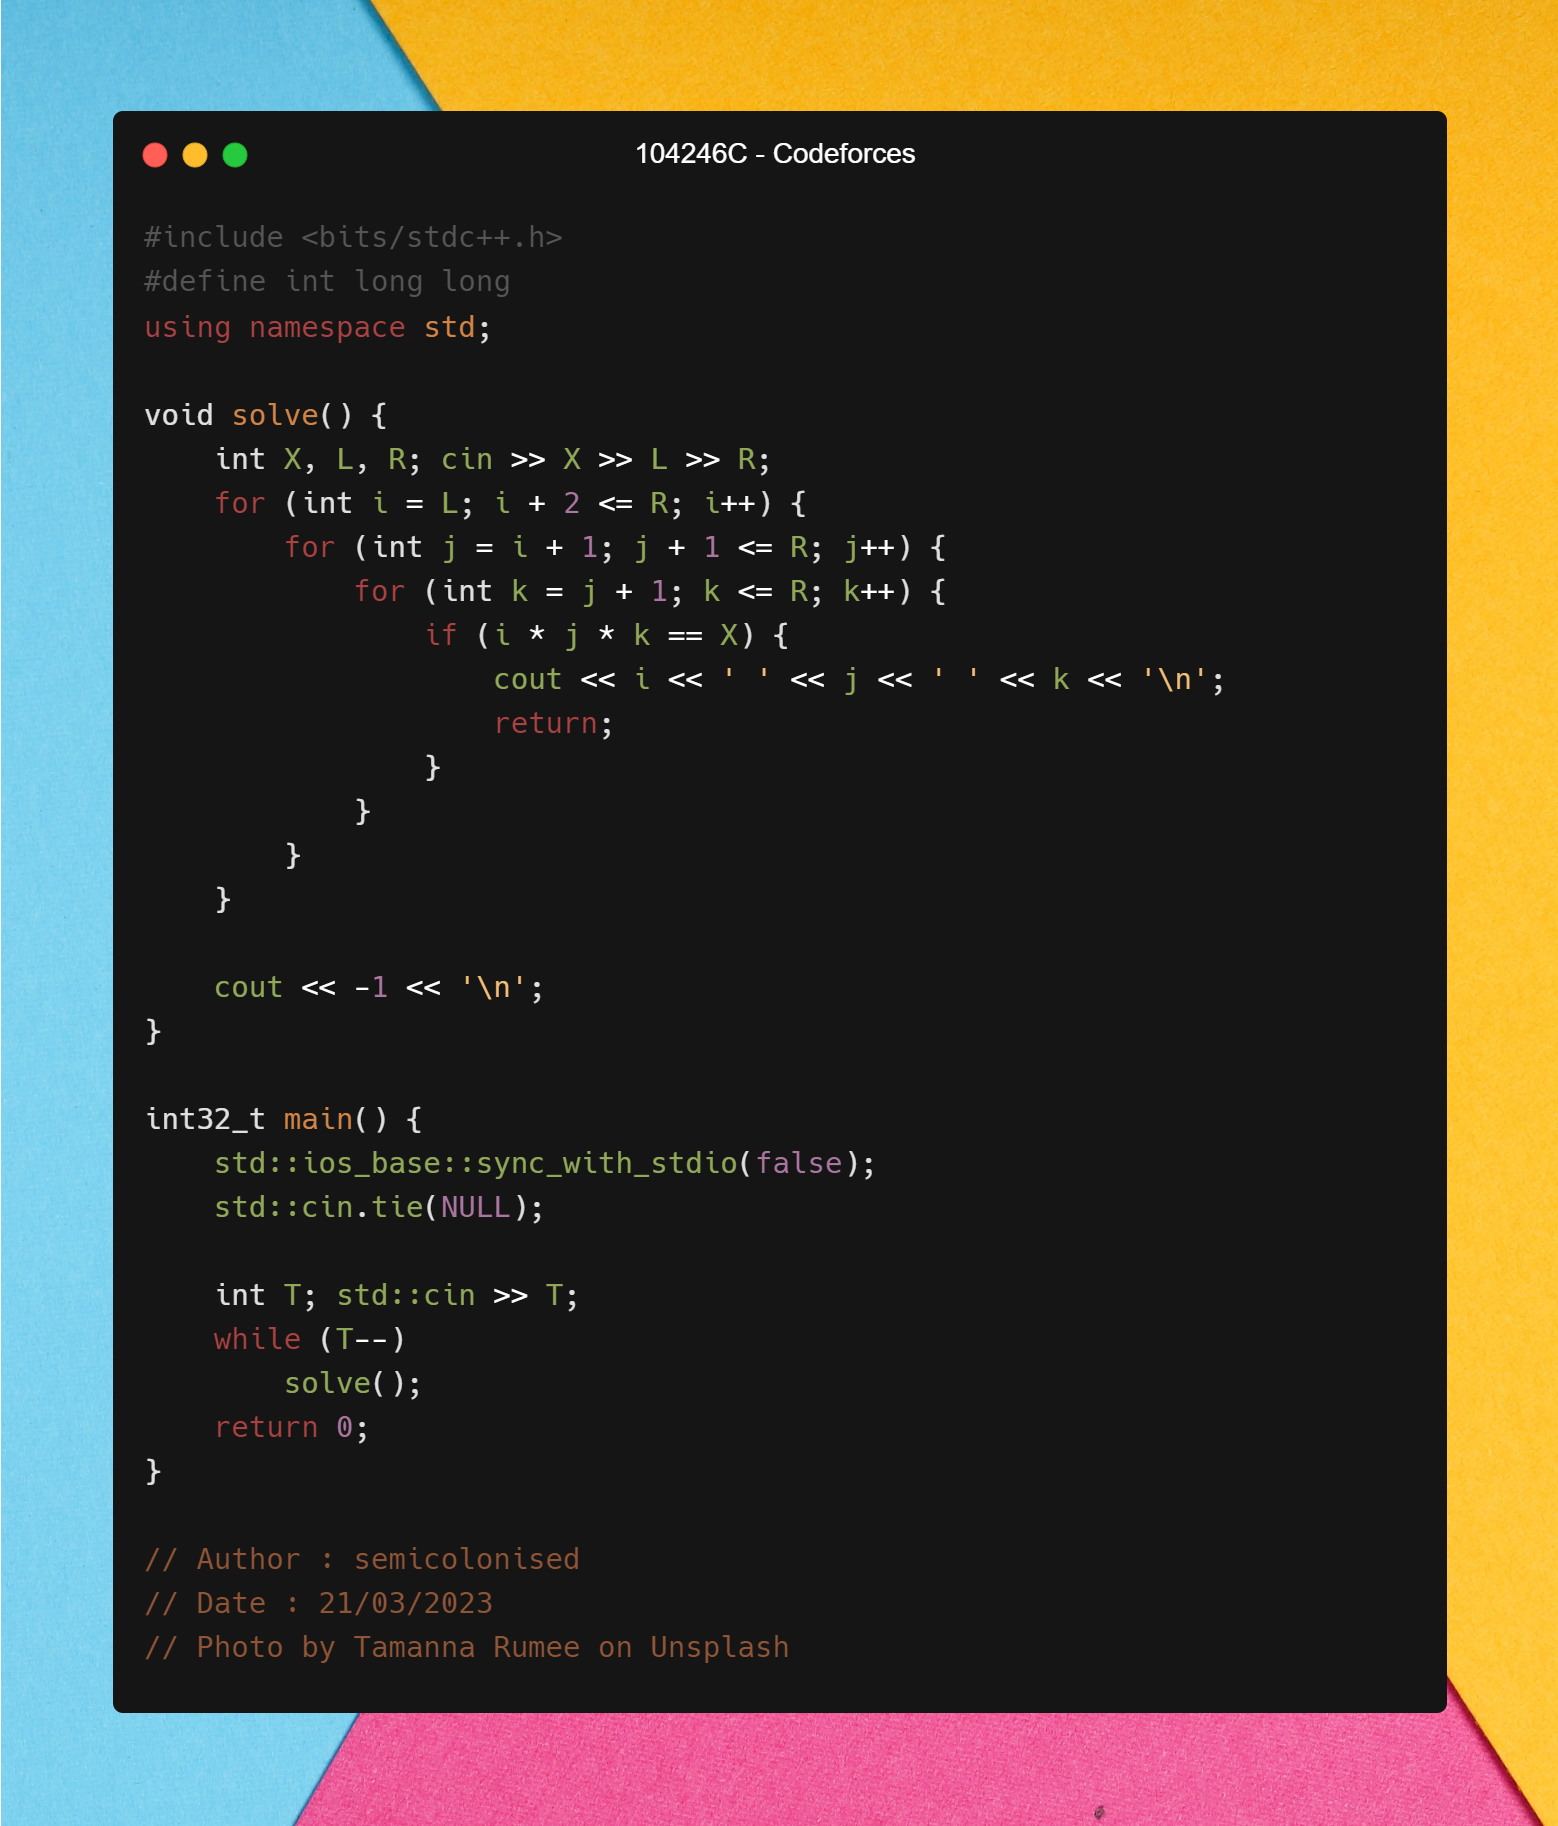 104246C - Codeforces
#include <bits/stdc++.h>
#define int long long
using namespace std;
void solve() {
    int X, L, R; cin >> X >> L >> R;
    for (int i = L; i + 2 <= R; i++) {
        for (int j = i + 1; j + 1 <= R; j++) {
            for (int k = j + 1; k <= R; k++) {
                if (i * j * k == X) {
                    cout << i << ' ' << j << ' ' << k << '\n';
                    return;
                }
            }
        }
    }
    cout << -1 << '\n';
}
int32_t main() {
    std::ios_base::sync_with_stdio(false);
    std::cin.tie(NULL);
    int T; std::cin >> T;
    while (T--)
        solve();
    return 0;
}
// Author : semicolonised
// Date : 21/03/2023
// Photo by Tamanna Rumee on Unsplash